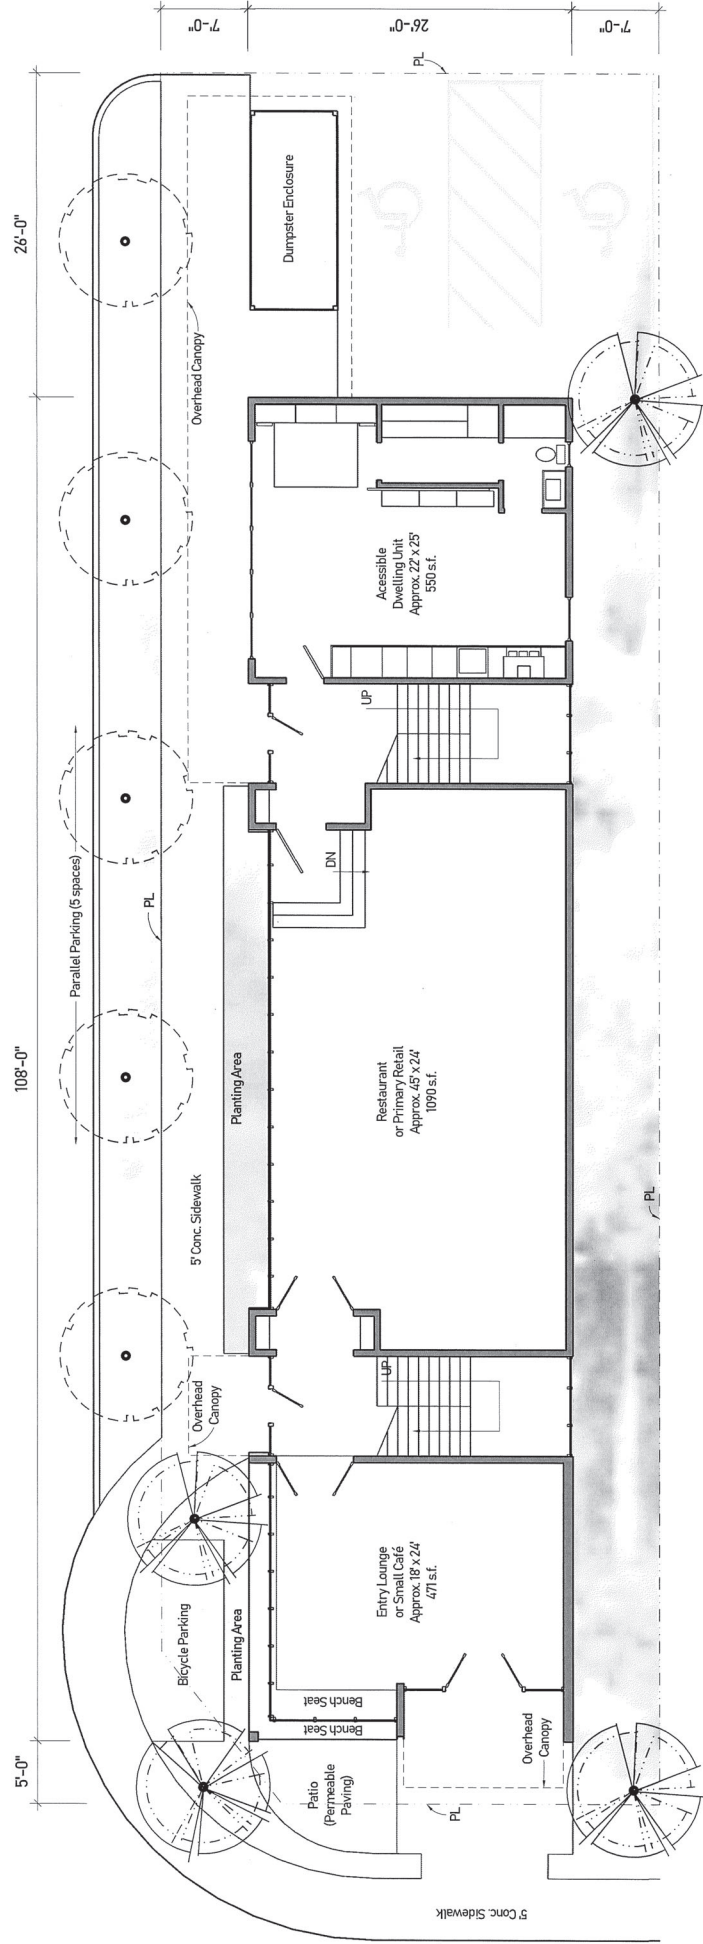 7'-0"
26'-0"
7'-0"
PL
26'-0"
Dumpster Enclosure
Overhead Canopy
Acessible
Dwelling Unit
Approx. 22' x 25'
550 s.f.
UP
Parallel Parking (5 spaces)
PL
DN
108'-0"
Planting Area
Restaurant
or Primary Retail
Approx. 45' x 24'
1090 s.f.
5' Conc. Sidewalk
PL
Overhead
Canopy
UP
Entry Lounge
or Small Café
Approx. 18' x 24'
471 s.f.
Bicycle Parking
Planting Area
Bench Seat
Bench Seat
Overhead
Canopy
5'-0"
Patio
(Permeable
Paving)
PL
5' Conc. Sidewalk